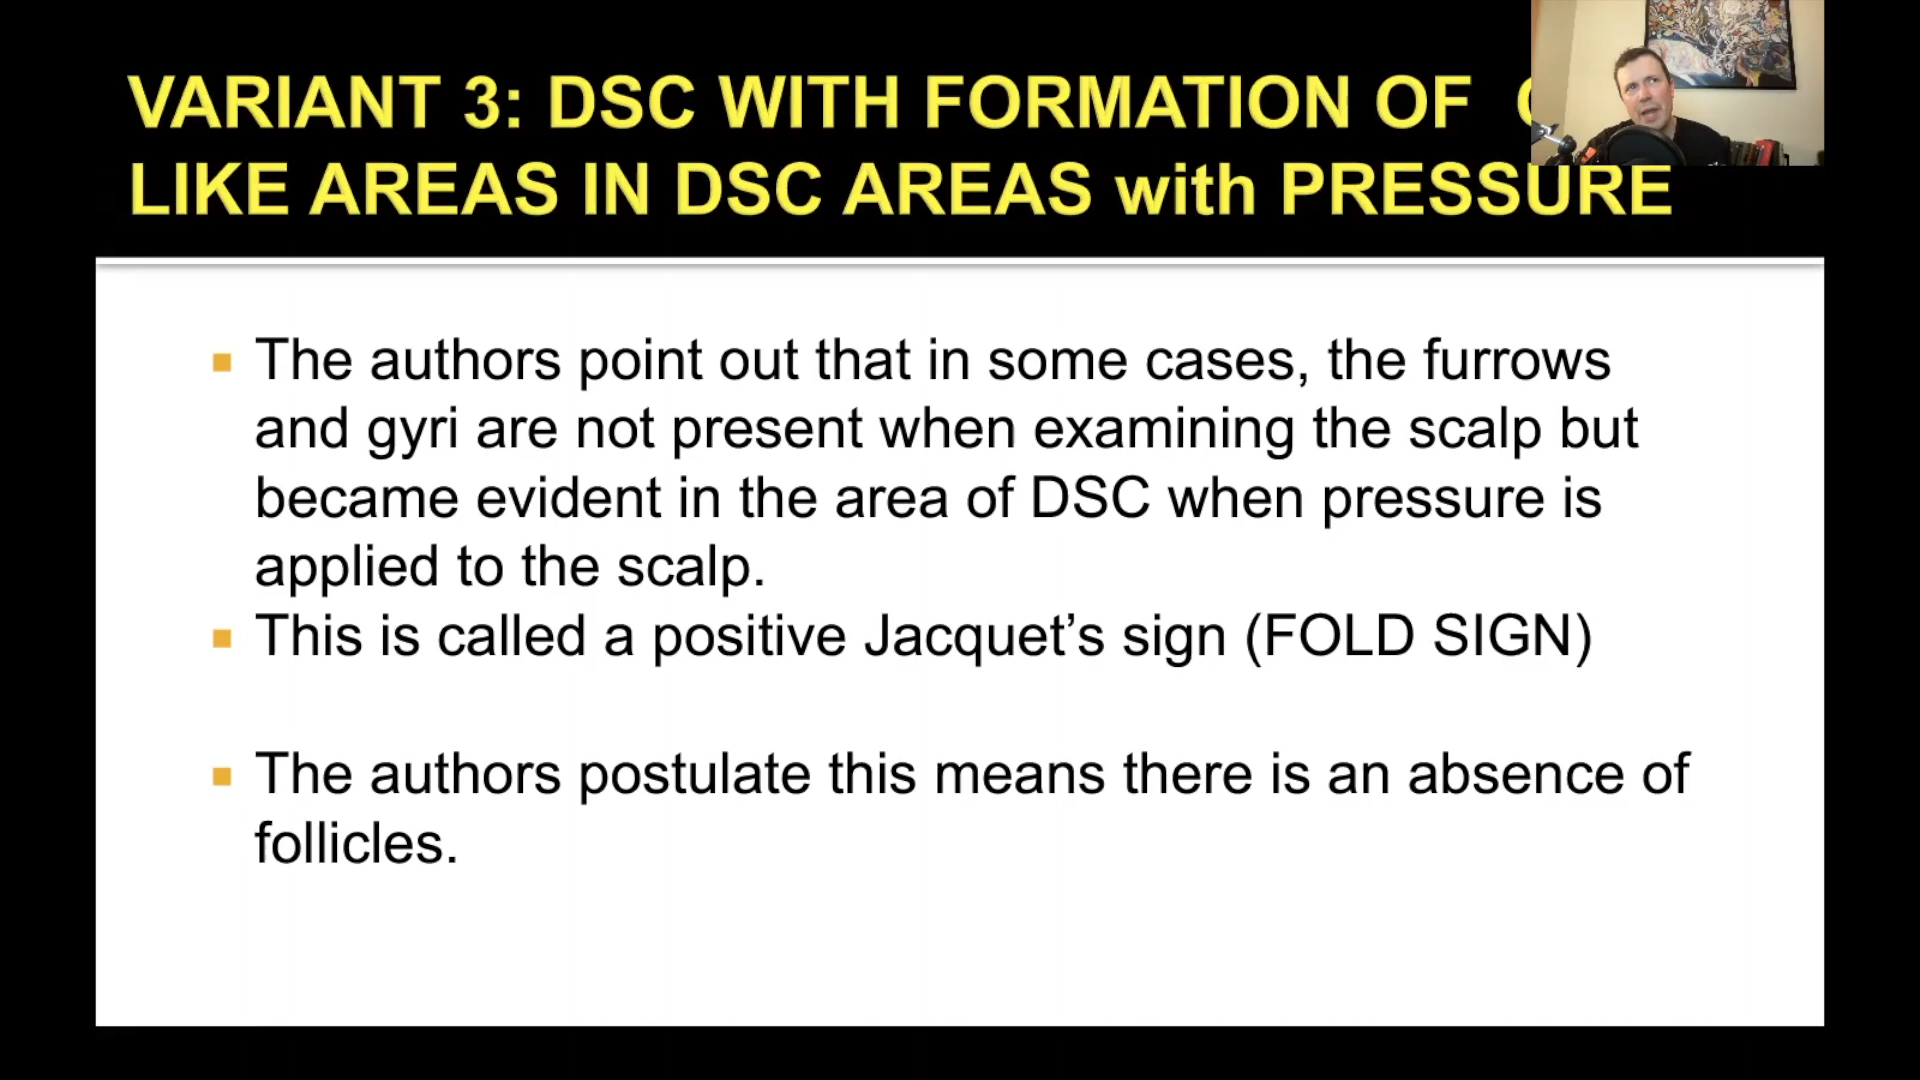 VARIANT 3: DSC WITH FORMATION OF
LIKE AREAS IN DSC AREAS with PRESSURE
The authors point out that in some cases, the furrows
and gyri are not present when examining the scalp but
became evident in the area of DSC when pressure is
applied to the scalp.
This is called a positive Jacquet’s sign (FOLD SIGN)
The authors postulate this means there is an absence of
follicles.